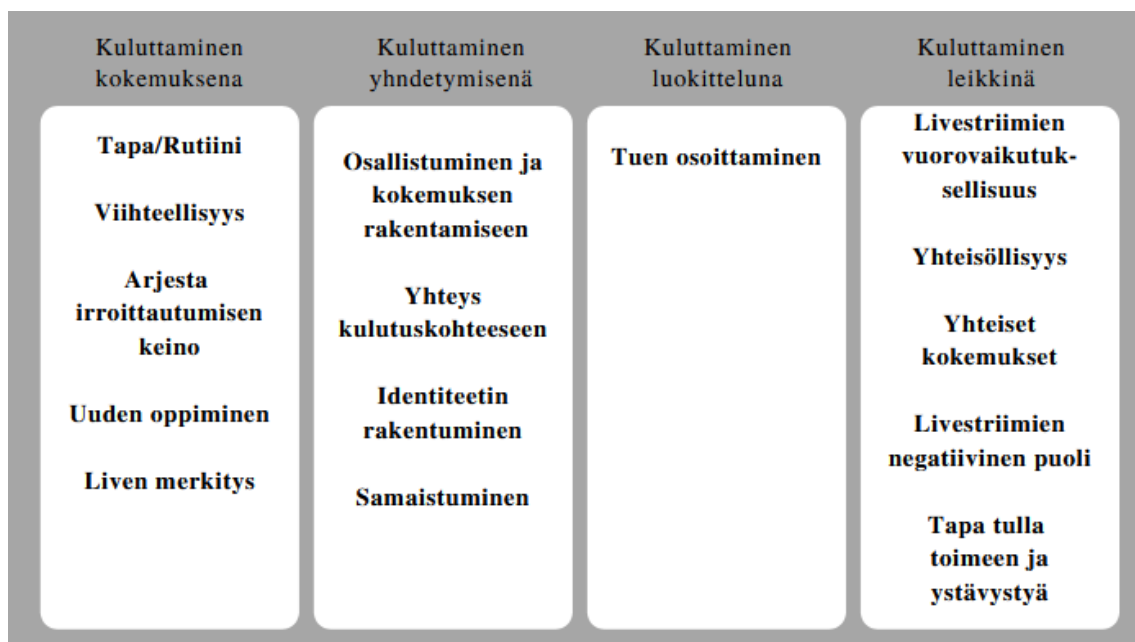 Kuluttaminen
kokemuksena
Tapa/Rutiini
Viihteellisyys
Arjesta
irroittautumisen
keino
Uuden oppiminen
Liven merkitys
Kuluttaminen
yhndetymisenä
Osallistuminen ja
kokemuksen
rakentamiseen
Yhteys
kulutuskohteeseen
Identiteetin
rakentuminen
Samaistuminen
Kuluttaminen
luokitteluna
Tuen osoittaminen
Kuluttaminen
leikkinä
Livestriimien
vuorovaikutuk-
sellisuus
Yhteisöllisyys
Yhteiset
kokemukset
Livestriimien
negatiivinen puoli
Tapa tulla
toimeen ja
ystävystyä